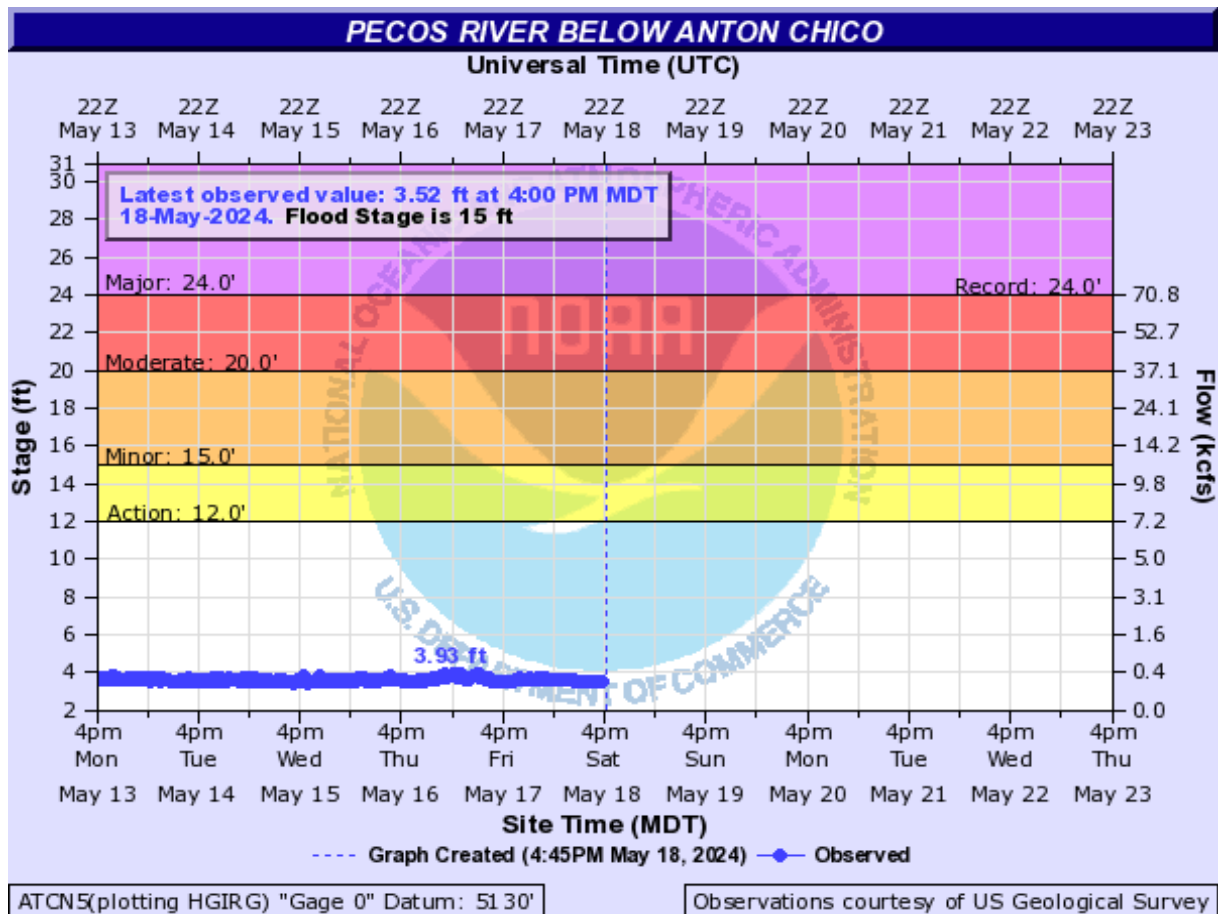 PECOS RIVER BELOW ANTON CHICO
Universal Time (UTC)
22Z 22Z 22Z 22Z 22Z 22Z 22Z 22Z 22Z 22Z 22Z
May 13 May 14 May 15 May 16 May 17 May 18 May 19 May 20 May 21 May 22 May 23
31
30
Latest observed value: 3.52 ft at 4:00 PM MDT
18-May-2024. Flood Stage is 15 ft
28
26
Major: 24.0' Record: 24.0'
24 70.8
22 52.7
Moderate: 20.0'
20 37.1
18 24.1
16 14.2
Minor: 15.0'
14 9.8
Action: 12.0'
12 7.2
10 5.0
8 3.1
6 1.6
3.93 ft
4 0.4
2 0.0
Stage (ft)
Flow (kcfs)
NATIONAL OCEANIC AND ATMOSPHERIC ADMINISTRATION
NOAA
U.S. DEPARTMENT OF COMMERCE
4pm 4pm 4pm 4pm 4pm 4pm 4pm 4pm 4pm 4pm 4pm
Mon Tue Wed Thu Fri Sat Sun Mon Tue Wed Thu
May 13 May 14 May 15 May 16 May 17 May 18 May 19 May 20 May 21 May 22 May 23
Site Time (MDT)
Graph Created (4:45PM May 18, 2024) Observed
ATCN5(plotting HGIRG) "Gage 0" Datum: 5130'
Observations courtesy of US Geological Survey